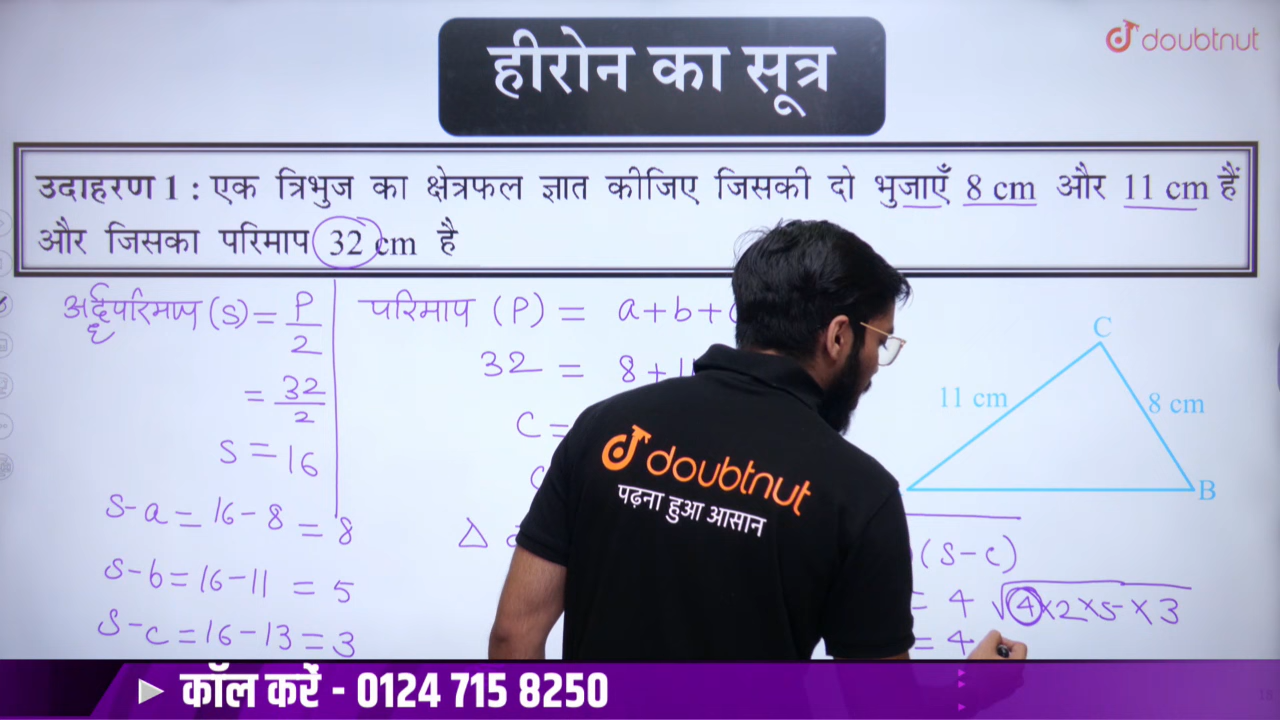 हीरोन का सूत्र
doubtnut
उदाहरण 1 : एक त्रिभुज का क्षेत्रफल ज्ञात कीजिए जिसकी दो भुजाएँ 8 cm और 11 cm हैं
और जिसका परिमाप 32 cm है
अर्द्धपरिमाप (S) = P/2
= 32/2
S = 16
S-a = 16-8 = 8
S-b = 16-11 = 5
S-c = 16-13 = 3
परिमाप (P) = a+b+
32 = 8+
C =
Δ
(S-C)
= 4 √4×2×5×3
= 4
C
11 cm
8 cm
B
doubtnut
पढ़ना हुआ आसान
कॉल करें - 0124 715 8250